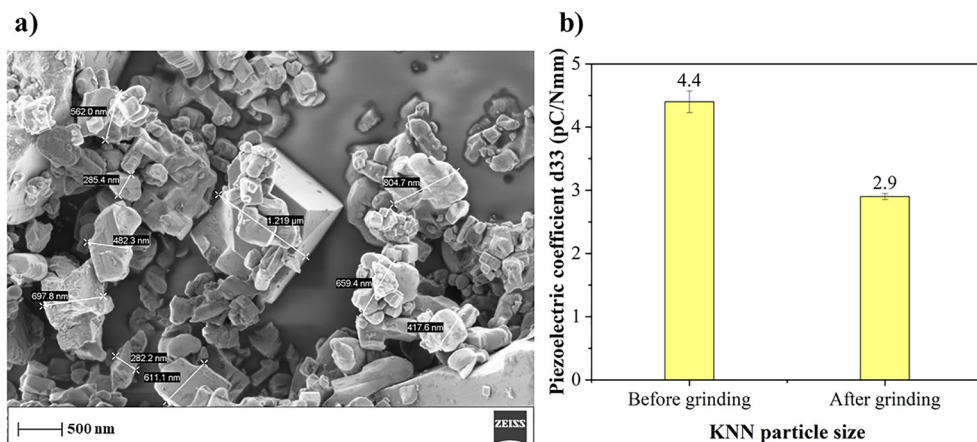 a)
562.0 nm
285.4 nm
482.3 nm
697.8 nm
282.2 nm
611.1 nm
1.219 µm
804.7 nm
659.4 nm
417.6 nm
500 nm
ZEISS
b)
Piezoelectric coefficient d33 (pC/Nmm)
5
4
3
2
1
0
4.4
2.9
Before grinding
After grinding
KNN particle size